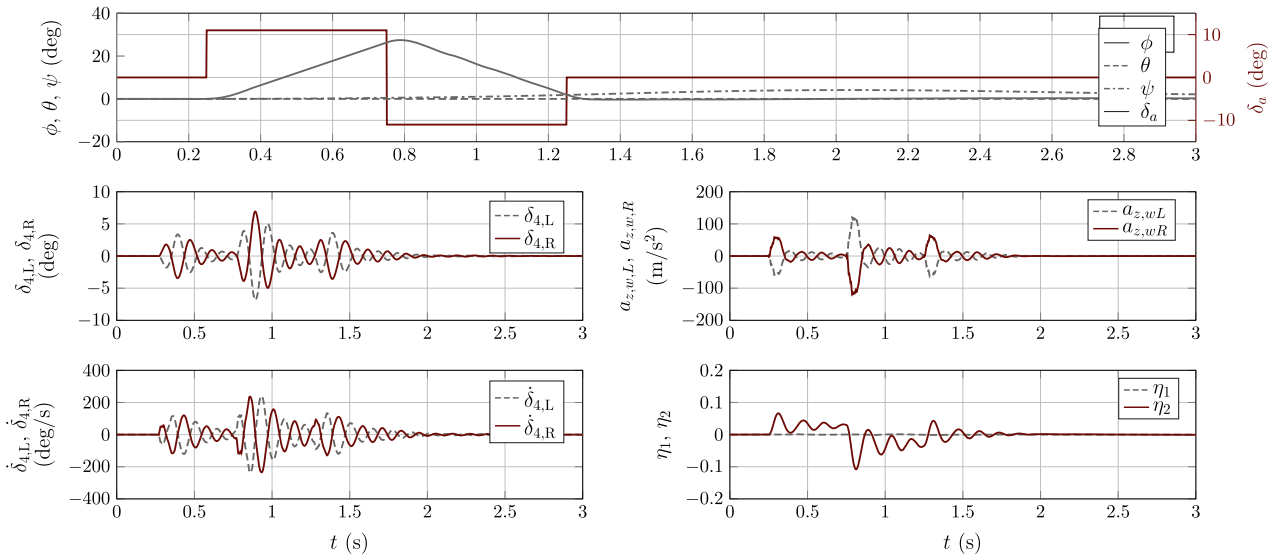 40
20
0
−20
ϕ, θ, ψ (deg)
0 0.2 0.4 0.6 0.8 1 1.2 1.4 1.6 1.8 2 2.2 2.4 2.6 2.8 3
10
0
−10
δₐ (deg)
ϕ
θ
ψ
δₐ
10
5
0
−5
−10
δ₄,L, δ₄,R
(deg)
0 0.5 1 1.5 2 2.5 3
δ₄,L
δ₄,R
200
100
0
−100
−200
a_{z,w,L}, a_{z,w,R}
(m/s²)
0 0.5 1 1.5 2 2.5 3
a_{z,wL}
a_{z,wR}
400
200
0
−200
−400
δ̇₄,L, δ̇₄,R
(deg/s)
0 0.5 1 1.5 2 2.5 3
t (s)
δ̇₄,L
δ̇₄,R
0.2
0.1
0
−0.1
−0.2
η₁, η₂
0 0.5 1 1.5 2 2.5 3
t (s)
η₁
η₂